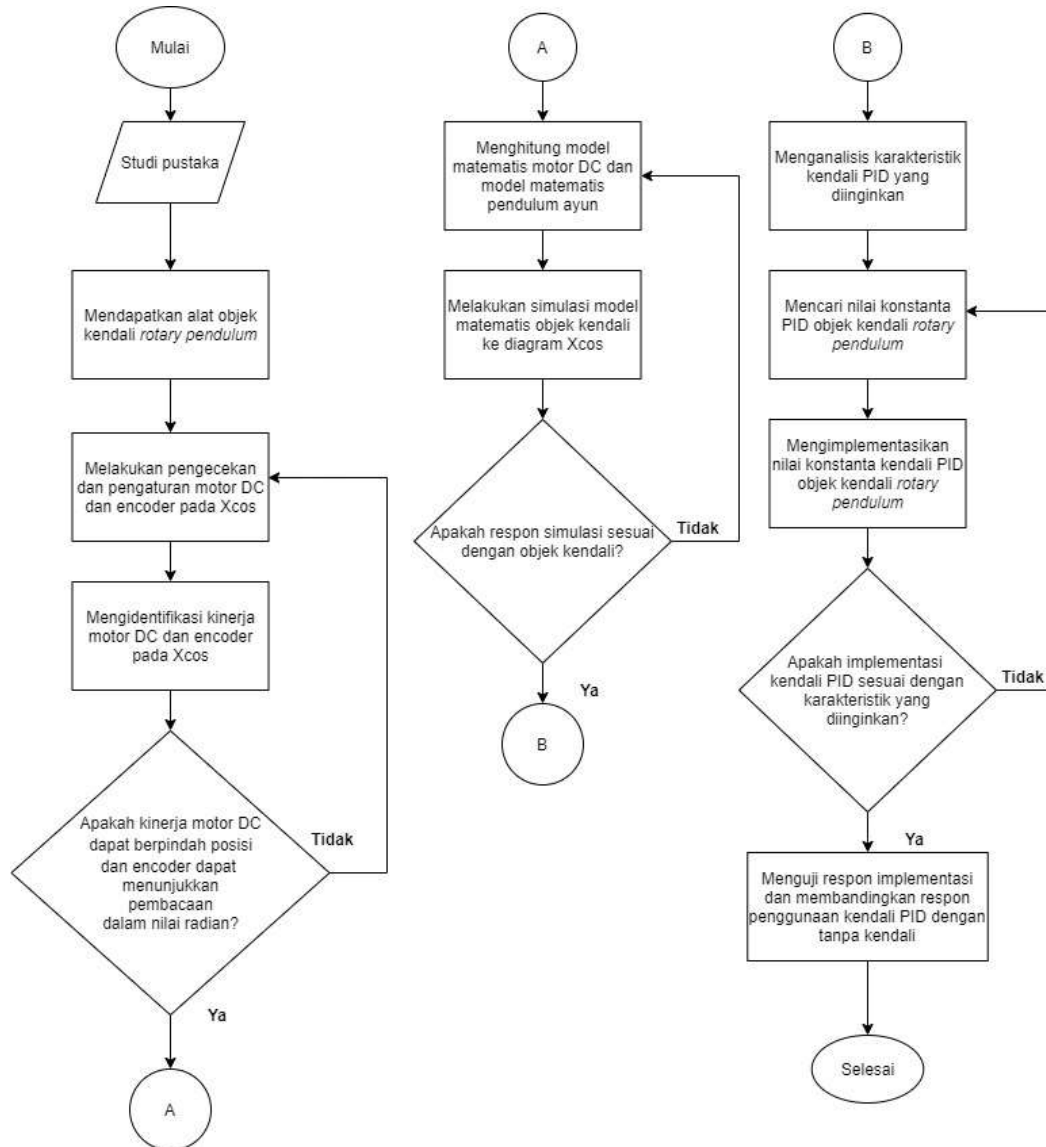 Mulai
Studi pustaka
Mendapatkan alat objek
kendali rotary pendulum
Melakukan pengecekan
dan pengaturan motor DC
dan encoder pada Xcos
Mengidentifikasi kinerja
motor DC dan encoder
pada Xcos
Apakah kinerja motor DC
dapat berpindah posisi
dan encoder dapat
menunjukkan
pembacaan
dalam nilai radian?
Tidak
Ya
A
A
Menghitung model
matematis motor DC dan
model matematis
pendulum ayun
Melakukan simulasi model
matematis objek kendali
ke diagram Xcos
Apakah respon simulasi sesuai
dengan objek kendali?
Tidak
Ya
B
B
Menganalisis karakteristik
kendali PID yang
diinginkan
Mencari nilai konstanta
PID objek kendali rotary
pendulum
Mengimplementasikan
nilai konstanta kendali PID
objek kendali rotary
pendulum
Apakah implementasi
kendali PID sesuai dengan
karakteristik yang
diinginkan?
Tidak
Ya
Menguji respon implementasi
dan membandingkan respon
penggunaan kendali PID dengan
tanpa kendali
Selesai